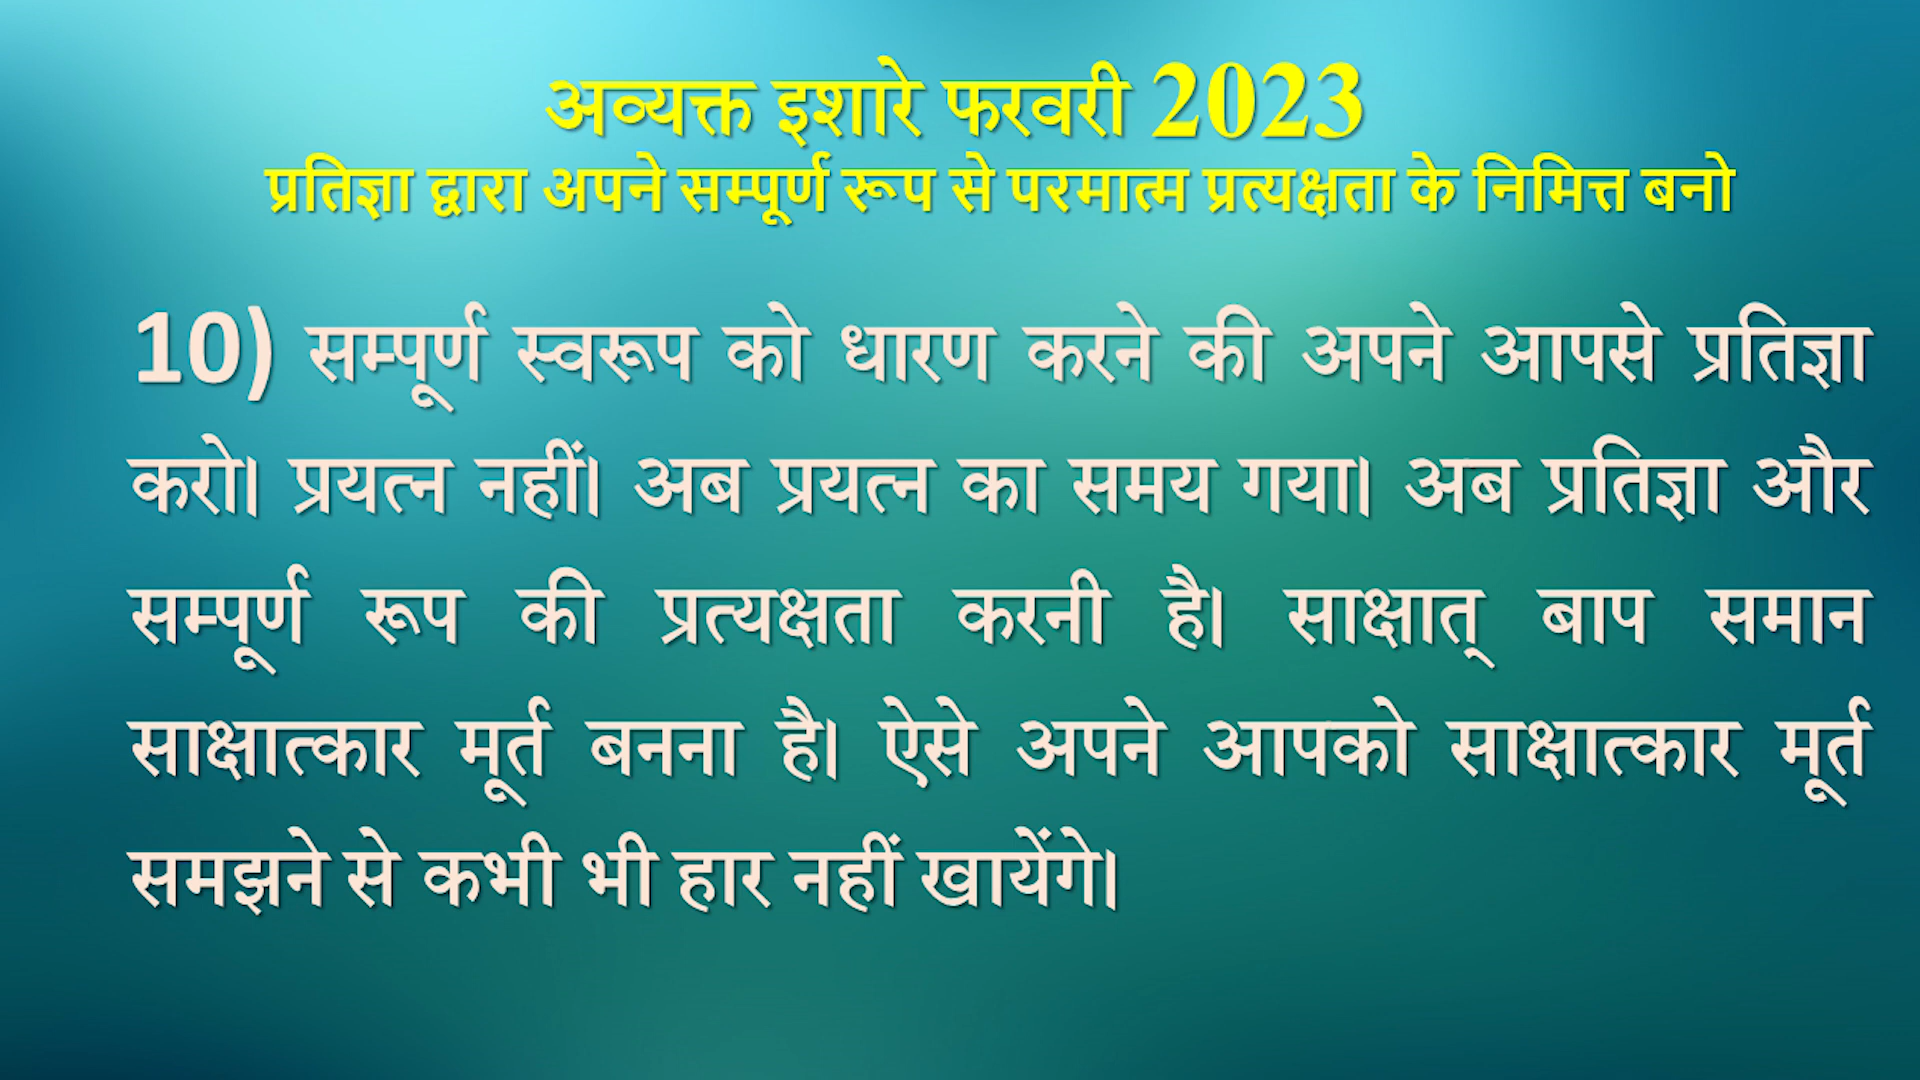 अव्यक्त इशारे फरवरी 2023
प्रतिज्ञा द्वारा अपने सम्पूर्ण रूप से परमात्म प्रत्यक्षता के निमित्त बनो
10) सम्पूर्ण स्वरूप को धारण करने की अपने आपसे प्रतिज्ञा
करो। प्रयत्न नहीं। अब प्रयत्न का समय गया। अब प्रतिज्ञा और
सम्पूर्ण रूप की प्रत्यक्षता करनी है। साक्षात् बाप समान
साक्षात्कार मूर्त बनना है। ऐसे अपने आपको साक्षात्कार मूर्त
समझने से कभी भी हार नहीं खायेंगे।